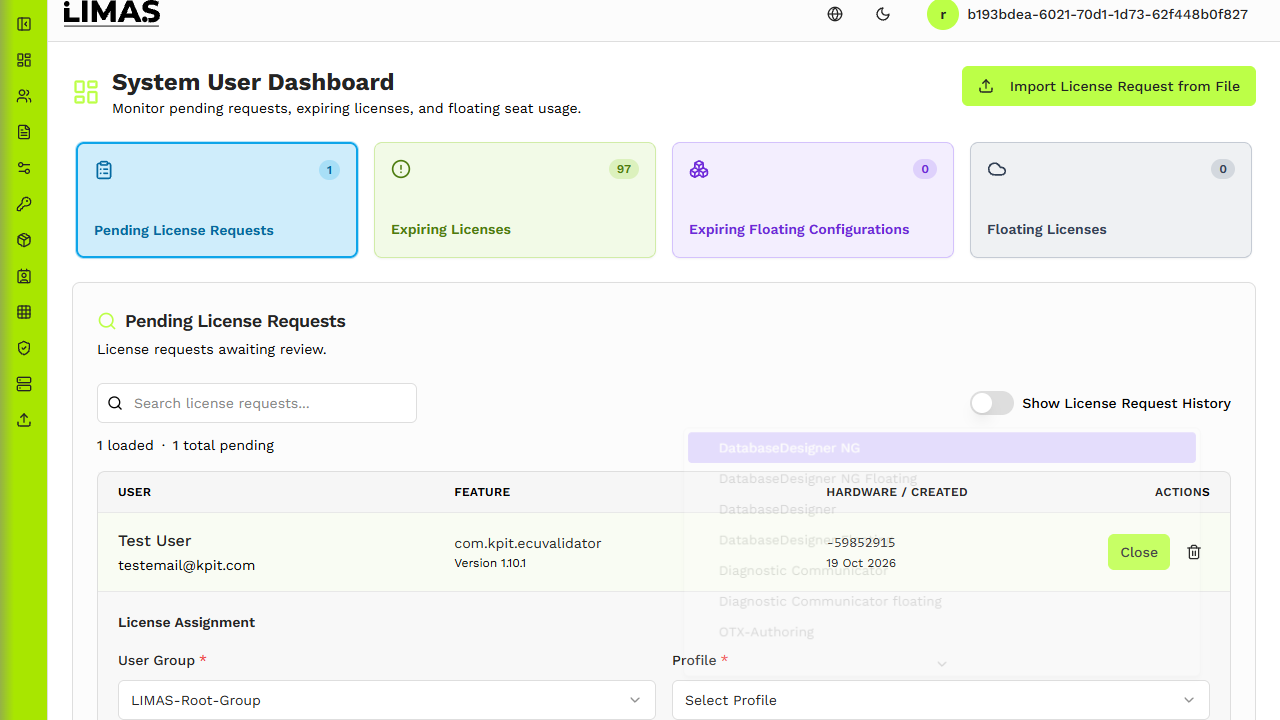 LIMAS
r b193bdea-6021-70d1-1d73-62f448b0f827
System User Dashboard
Monitor pending requests, expiring licenses, and floating seat usage.
Import License Request from File
1
Pending License Requests
97
Expiring Licenses
0
Expiring Floating Configurations
0
Floating Licenses
Pending License Requests
License requests awaiting review.
Search license requests...
Show License Request History
1 loaded · 1 total pending
USER FEATURE HARDWARE / CREATED ACTIONS
Test User
testemail@kpit.com
com.kpit.ecuvalidator
Version 1.10.1
-59852915
19 Oct 2026
Close
DatabaseDesigner NG
DatabaseDesigner NG Floating
DatabaseDesigner
DatabaseDesigner
Diagnostic Communicator
Diagnostic Communicator floating
OTX-Authoring
License Assignment
User Group *
LIMAS-Root-Group
Profile *
Select Profile